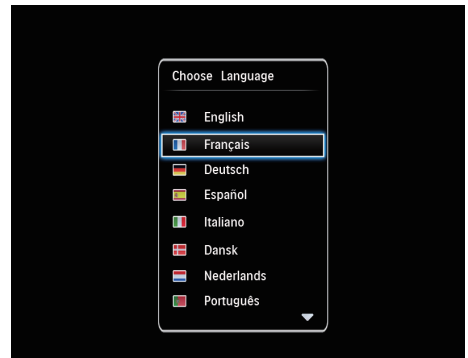 Choose Language
English
Français
Deutsch
Español
Italiano
Dansk
Nederlands
Português